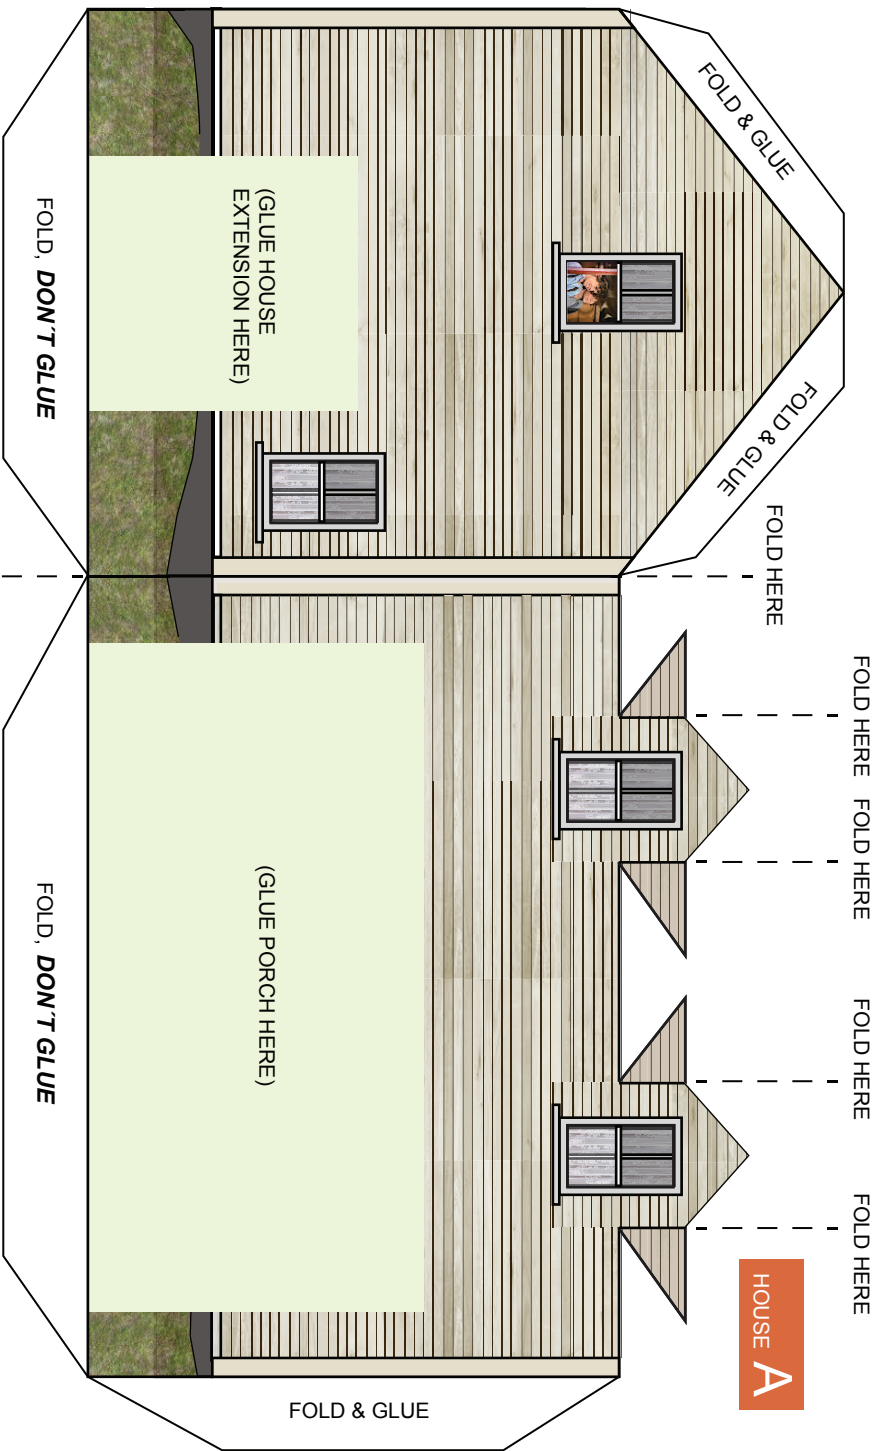 FOLD & GLUE
FOLD & GLUE
FOLD HERE
FOLD HERE
FOLD HERE
FOLD HERE
FOLD HERE
HOUSE A
(GLUE HOUSE
EXTENSION HERE)
(GLUE PORCH HERE)
FOLD, DON´T GLUE
FOLD, DON´T GLUE
FOLD & GLUE